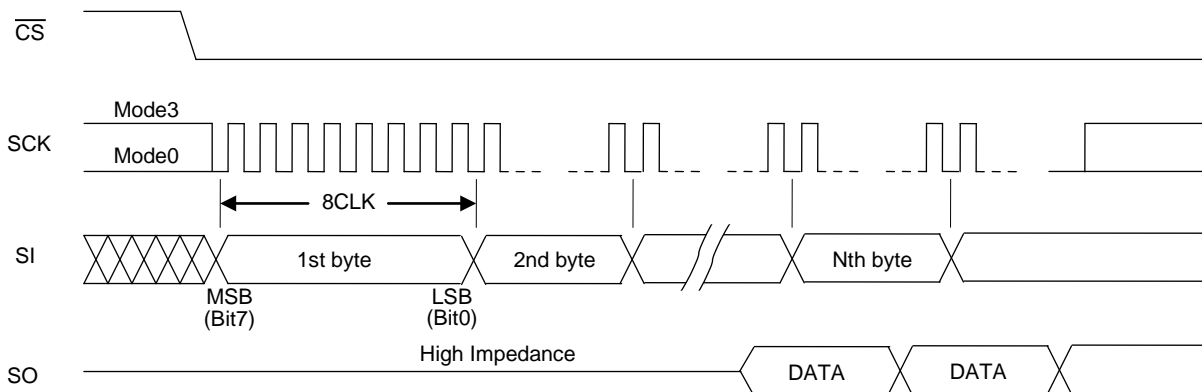 C̅S̅
Mode3
SCK
Mode0
8CLK
SI
1st byte
2nd byte
Nth byte
MSB
(Bit7)
LSB
(Bit0)
High Impedance
SO
DATA
DATA